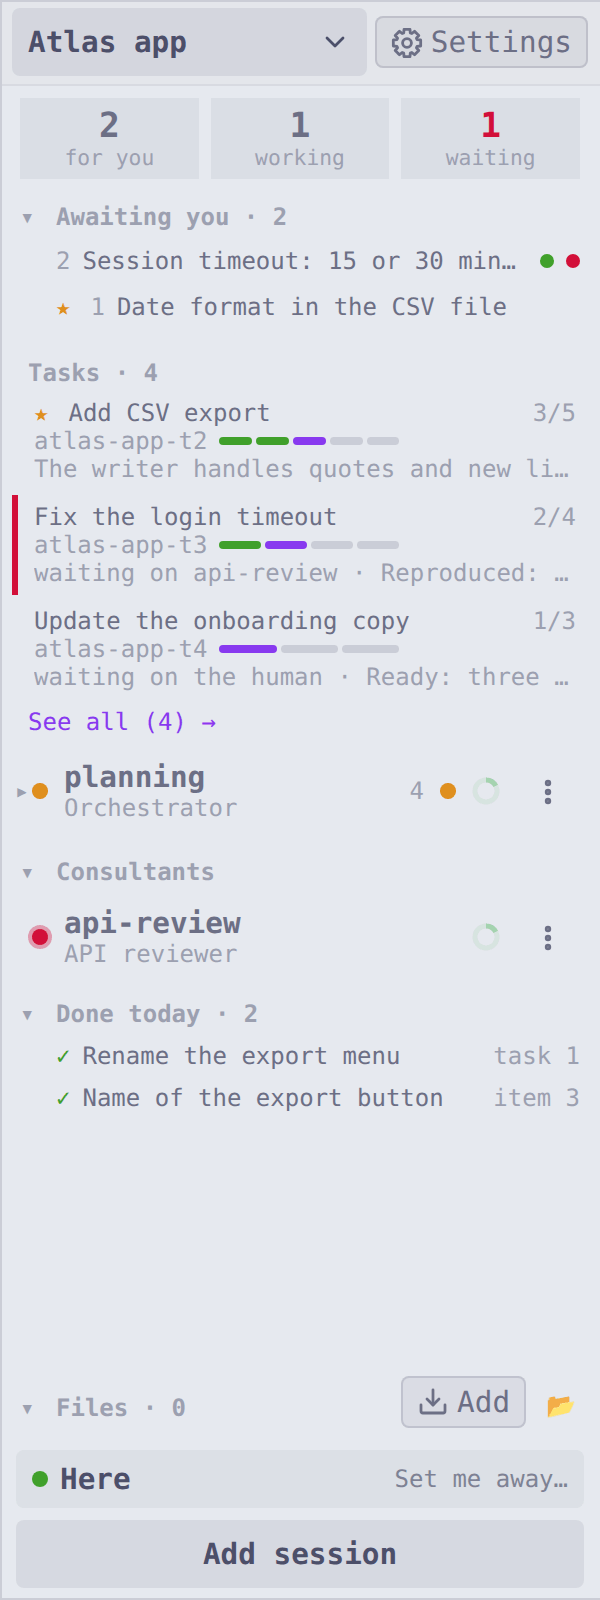 Atlas app
Settings
2
for you
1
working
1
waiting
▼ Awaiting you · 2
2 Session timeout: 15 or 30 min…
★ 1 Date format in the CSV file
Tasks · 4
★ Add CSV export 3/5
atlas-app-t2
The writer handles quotes and new li…
Fix the login timeout 2/4
atlas-app-t3
waiting on api-review · Reproduced: …
Update the onboarding copy 1/3
atlas-app-t4
waiting on the human · Ready: three …
See all (4) →
▶ planning 4
Orchestrator
▼ Consultants
api-review
API reviewer
▼ Done today · 2
✓ Rename the export menu task 1
✓ Name of the export button item 3
▼ Files · 0 Add
Here Set me away…
Add session